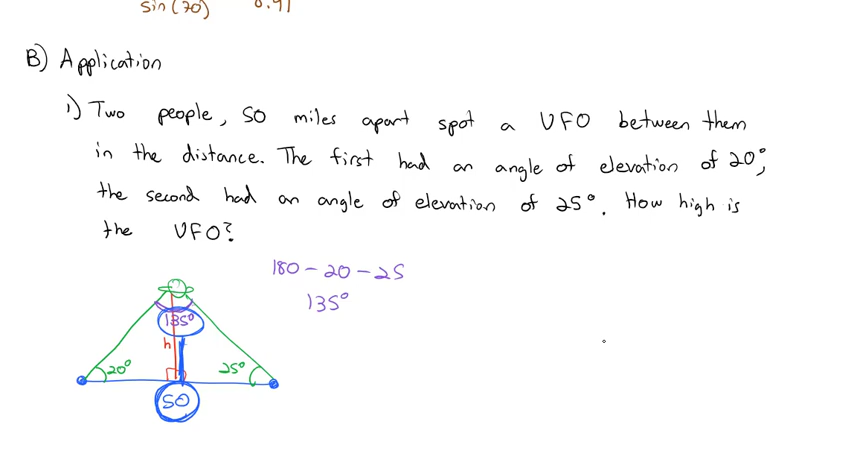 sin(70) 0.91
B) Application
i) Two people, 50 miles apart spot a UFO between them
in the distance. The first had an angle of elevation of 20°,
the second had an angle of elevation of 25°. How high is
the UFO?
180 - 20 - 25
135°
135°
h
20° 25°
50